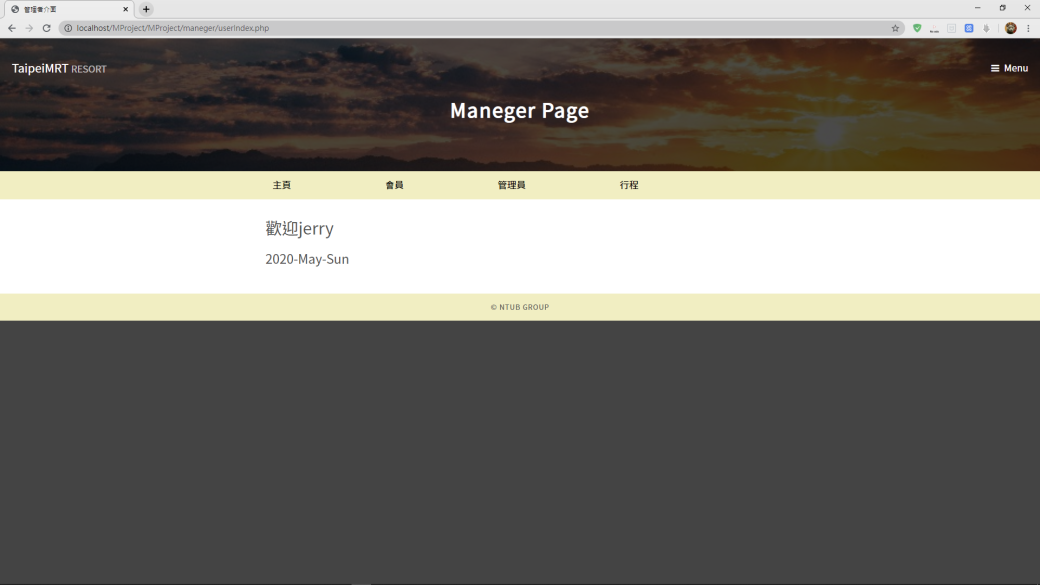 管理者介面
localhost/MProject/MProject/maneger/userIndex.php
TaipeiMRT RESORT
Menu
Maneger Page
主頁 會員 管理員 行程
歡迎jerry
2020-May-Sun
© NTUB GROUP